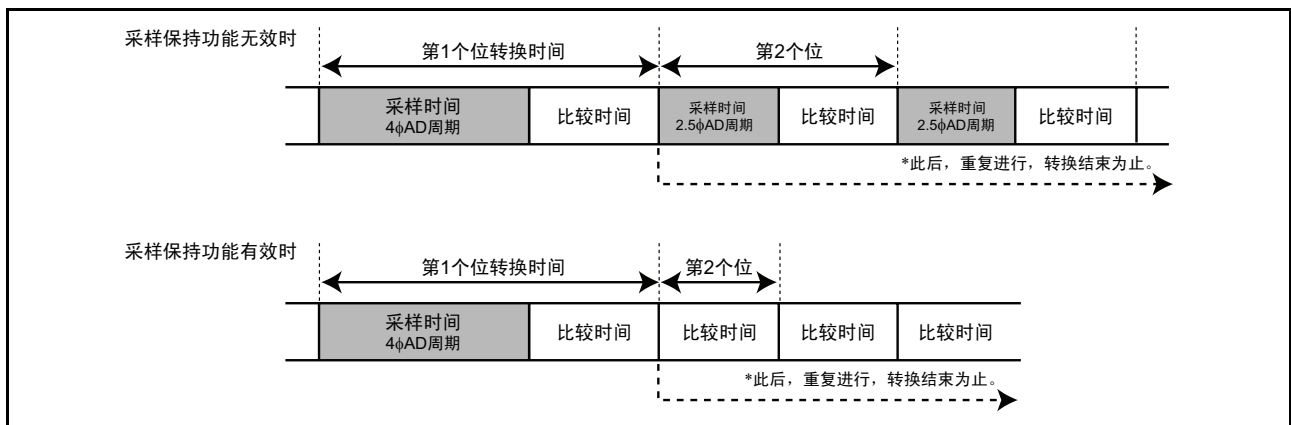 采样保持功能无效时
第1个位转换时间
第2个位
采样时间
4ϕAD周期
比较时间
采样时间
2.5ϕAD周期
比较时间
采样时间
2.5ϕAD周期
比较时间
*此后，重复进行，转换结束为止。
采样保持功能有效时
第1个位转换时间
第2个位
采样时间
4ϕAD周期
比较时间
比较时间
比较时间
比较时间
*此后，重复进行，转换结束为止。